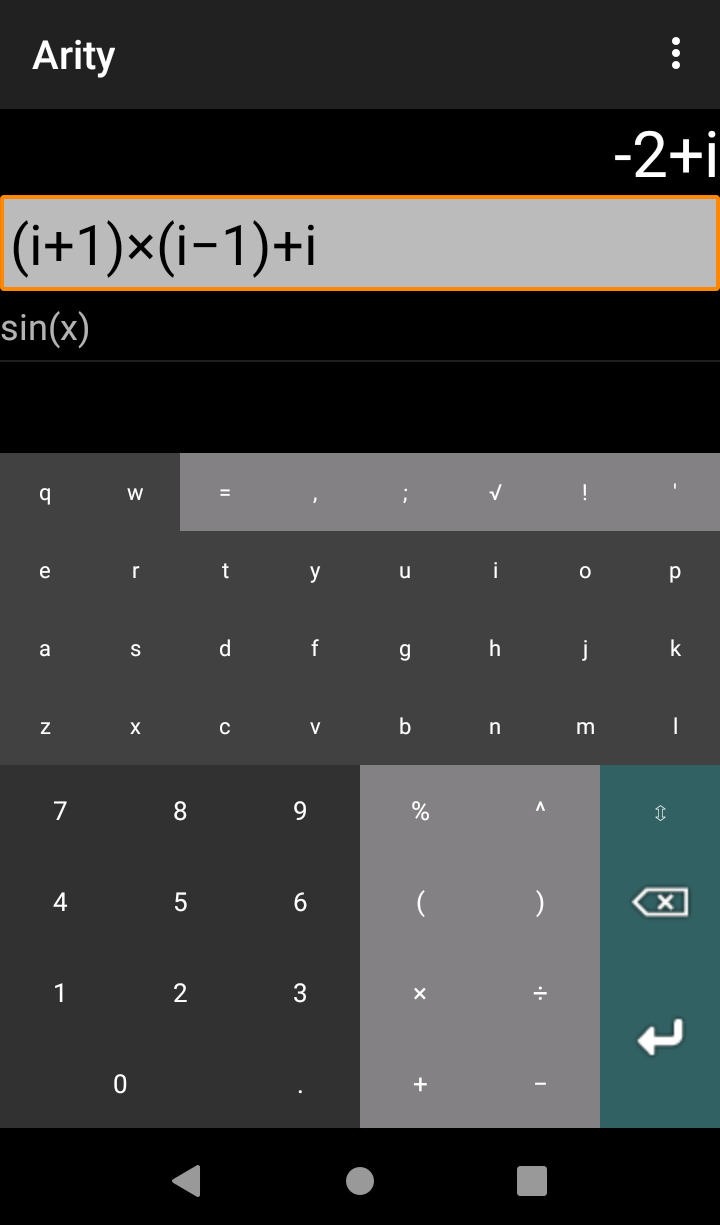 Arity
-2+i
(i+1)×(i−1)+i
sin(x)
q w = , ; √ ! '
e r t y u i o p
a s d f g h j k
z x c v b n m l
7 8 9 % ^ ⇳
4 5 6 ( )
1 2 3 × ÷
0 . + −